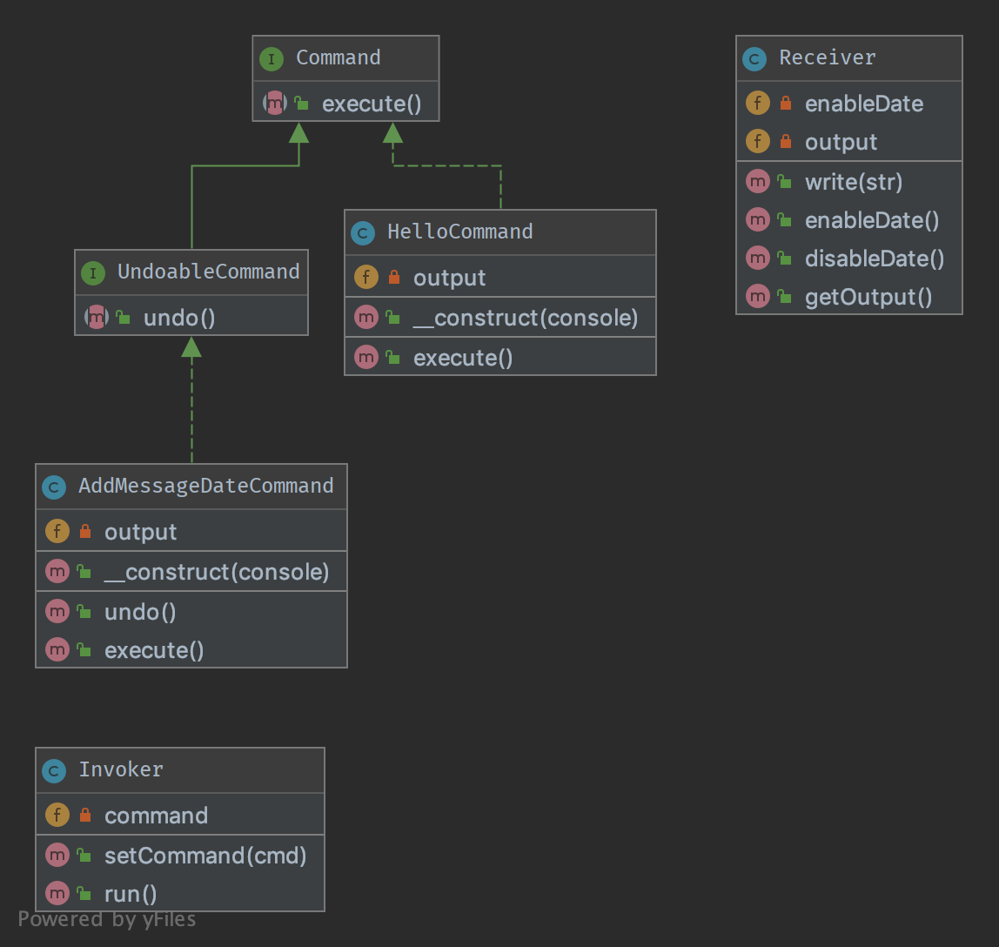 I Command
m execute()
C Receiver
f enableDate
f output
m write(str)
m enableDate()
m disableDate()
m getOutput()
C HelloCommand
f output
m __construct(console)
m execute()
I UndoableCommand
m undo()
C AddMessageDateCommand
f output
m __construct(console)
m undo()
m execute()
C Invoker
f command
m setCommand(cmd)
m run()
Powered by yFiles